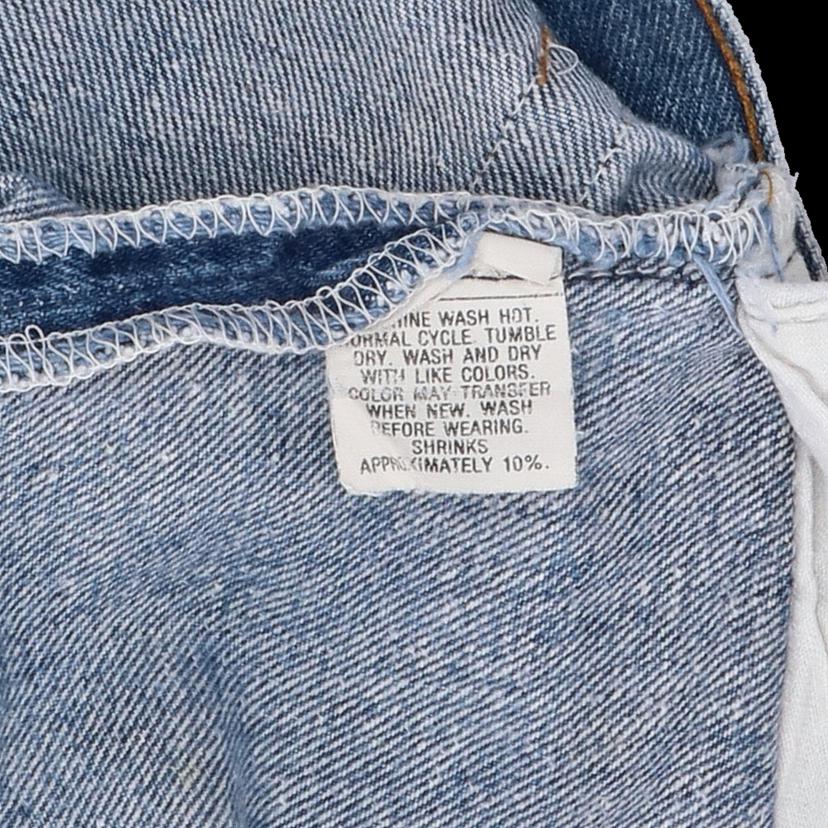 INE WASH HOT.
ORMAL CYCLE. TUMBLE
DRY. WASH AND DRY
WITH LIKE COLORS.
COLOR MAY TRANSFER
WHEN NEW. WASH
BEFORE WEARING.
SHRINKS
APPROXIMATELY 10%.